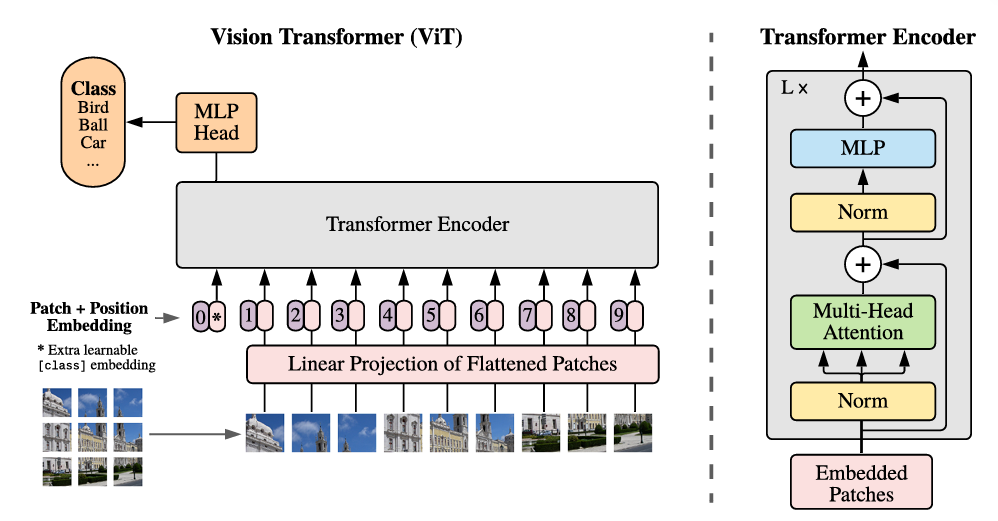 Vision Transformer (ViT)
Class
Bird
Ball
Car
...
MLP
Head
Transformer Encoder
Patch + Position
Embedding
0 * 1 2 3 4 5 6 7 8 9
* Extra learnable
[class] embedding
Linear Projection of Flattened Patches
Transformer Encoder
L ×
+
MLP
Norm
+
Multi-Head
Attention
Norm
Embedded
Patches